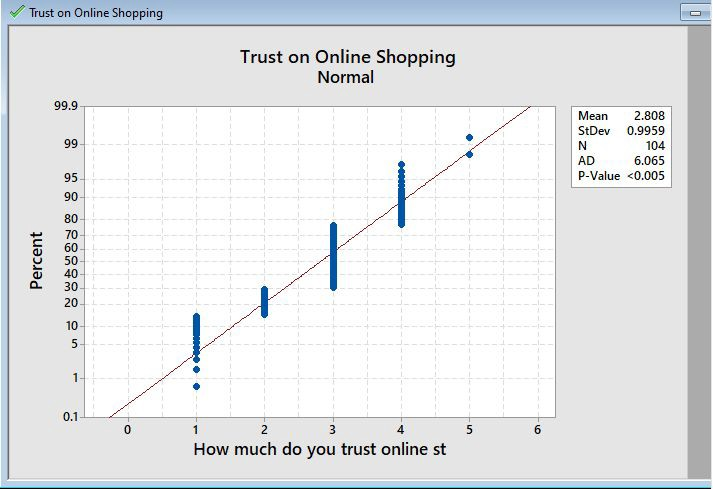 Trust on Online Shopping
Trust on Online Shopping
Normal
99.9
99
95
90
80
70
60
50
40
30
20
10
5
1
0.1
Percent
0 1 2 3 4 5 6
How much do you trust online st
Mean 2.808
StDev 0.9959
N 104
AD 6.065
P-Value <0.005